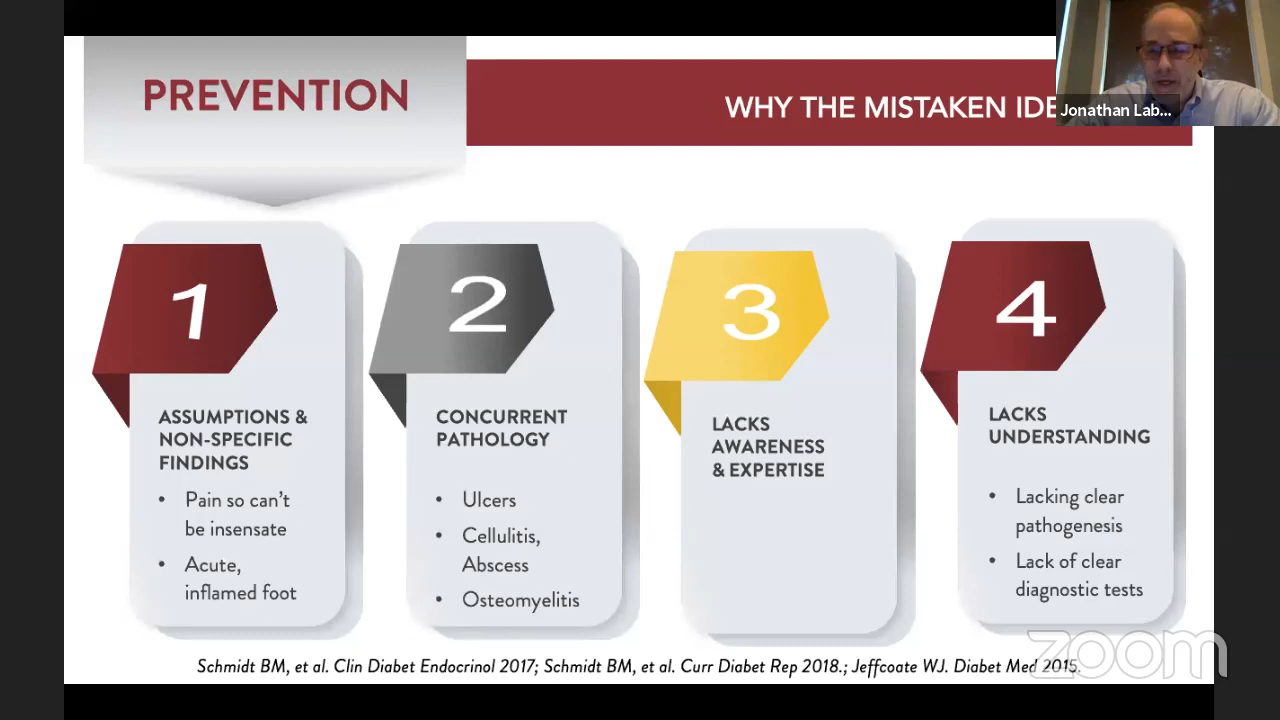 PREVENTION
WHY THE MISTAKEN IDE
Jonathan Lab...
1
2
3
4
ASSUMPTIONS &
NON-SPECIFIC
FINDINGS
• Pain so can't
be insensate
• Acute,
inflamed foot
CONCURRENT
PATHOLOGY
• Ulcers
• Cellulitis,
Abscess
• Osteomyelitis
LACKS
AWARENESS
& EXPERTISE
LACKS
UNDERSTANDING
• Lacking clear
pathogenesis
• Lack of clear
diagnostic tests
Schmidt BM, et al. Clin Diabet Endocrinol 2017; Schmidt BM, et al. Curr Diabet Rep 2018.; Jeffcoate WJ. Diabet Med 2015.
zoom